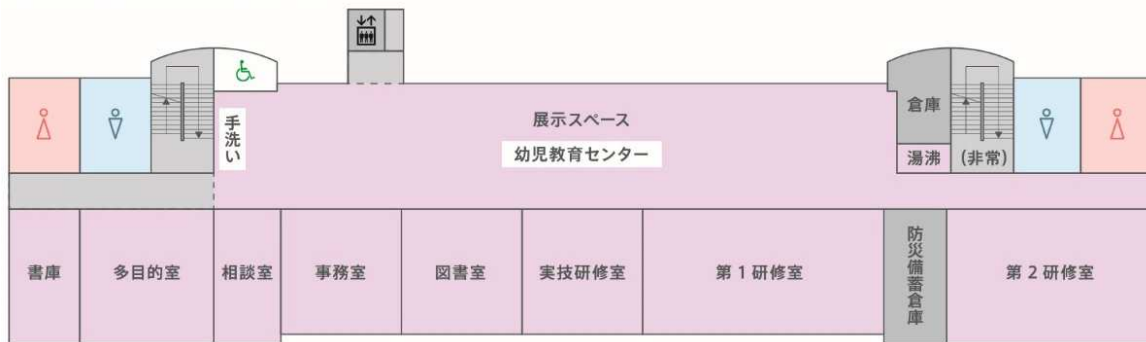 手洗い
展示スペース
幼児教育センター
倉庫
湯沸
(非常)
書庫
多目的室
相談室
事務室
図書室
実技研修室
第1研修室
防災備蓄倉庫
第2研修室